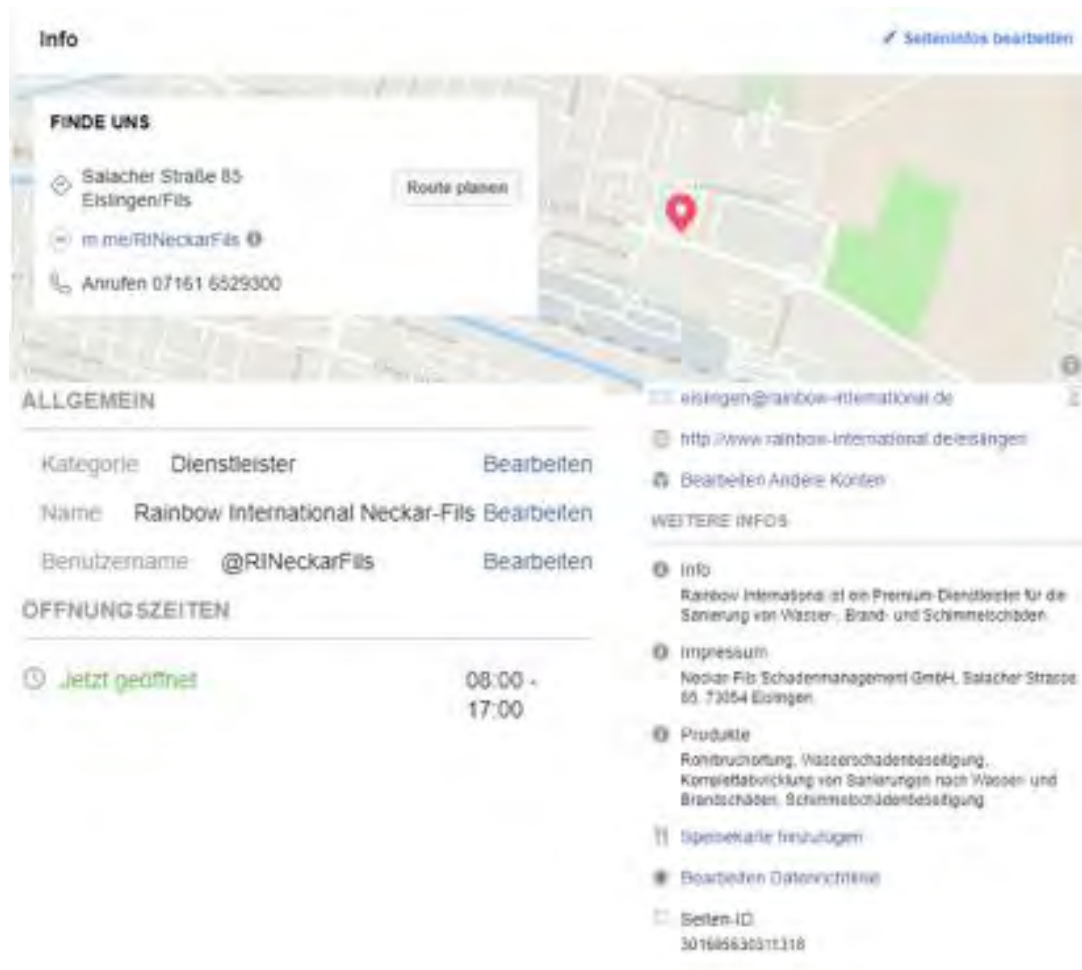 Info
Seiteninfos bearbeiten
FINDE UNS
Salacher Straße 85
Eislingen/Fils
Route planen
m.me/RINeckarFils
Anrufen 07161 6529300
ALLGEMEIN
Kategorie Dienstleister Bearbeiten
Name Rainbow International Neckar-Fils Bearbeiten
Benutzername @RINeckarFils Bearbeiten
ÖFFNUNGSZEITEN
Jetzt geöffnet 08:00 -
17:00
eislingen@rainbow-international.de
http://www.rainbow-international.de/eislingen
Bearbeiten Andere Konten
WEITERE INFOS
Info
Rainbow International ist ein Premium-Dienstleister für die
Sanierung von Wasser-, Brand- und Schimmelschäden.
Impressum
Neckar Fils Schadenmanagement GmbH, Salacher Strasse
85, 73054 Eislingen
Produkte
Rohrbruchortung, Wasserschadenbeseitigung,
Komplettabwicklung von Sanierungen nach Wasser- und
Brandschäden, Schimmelschädenbeseitigung
Speisekarte hinzufügen
Bearbeiten Datenrichtlinie
Seiten-ID